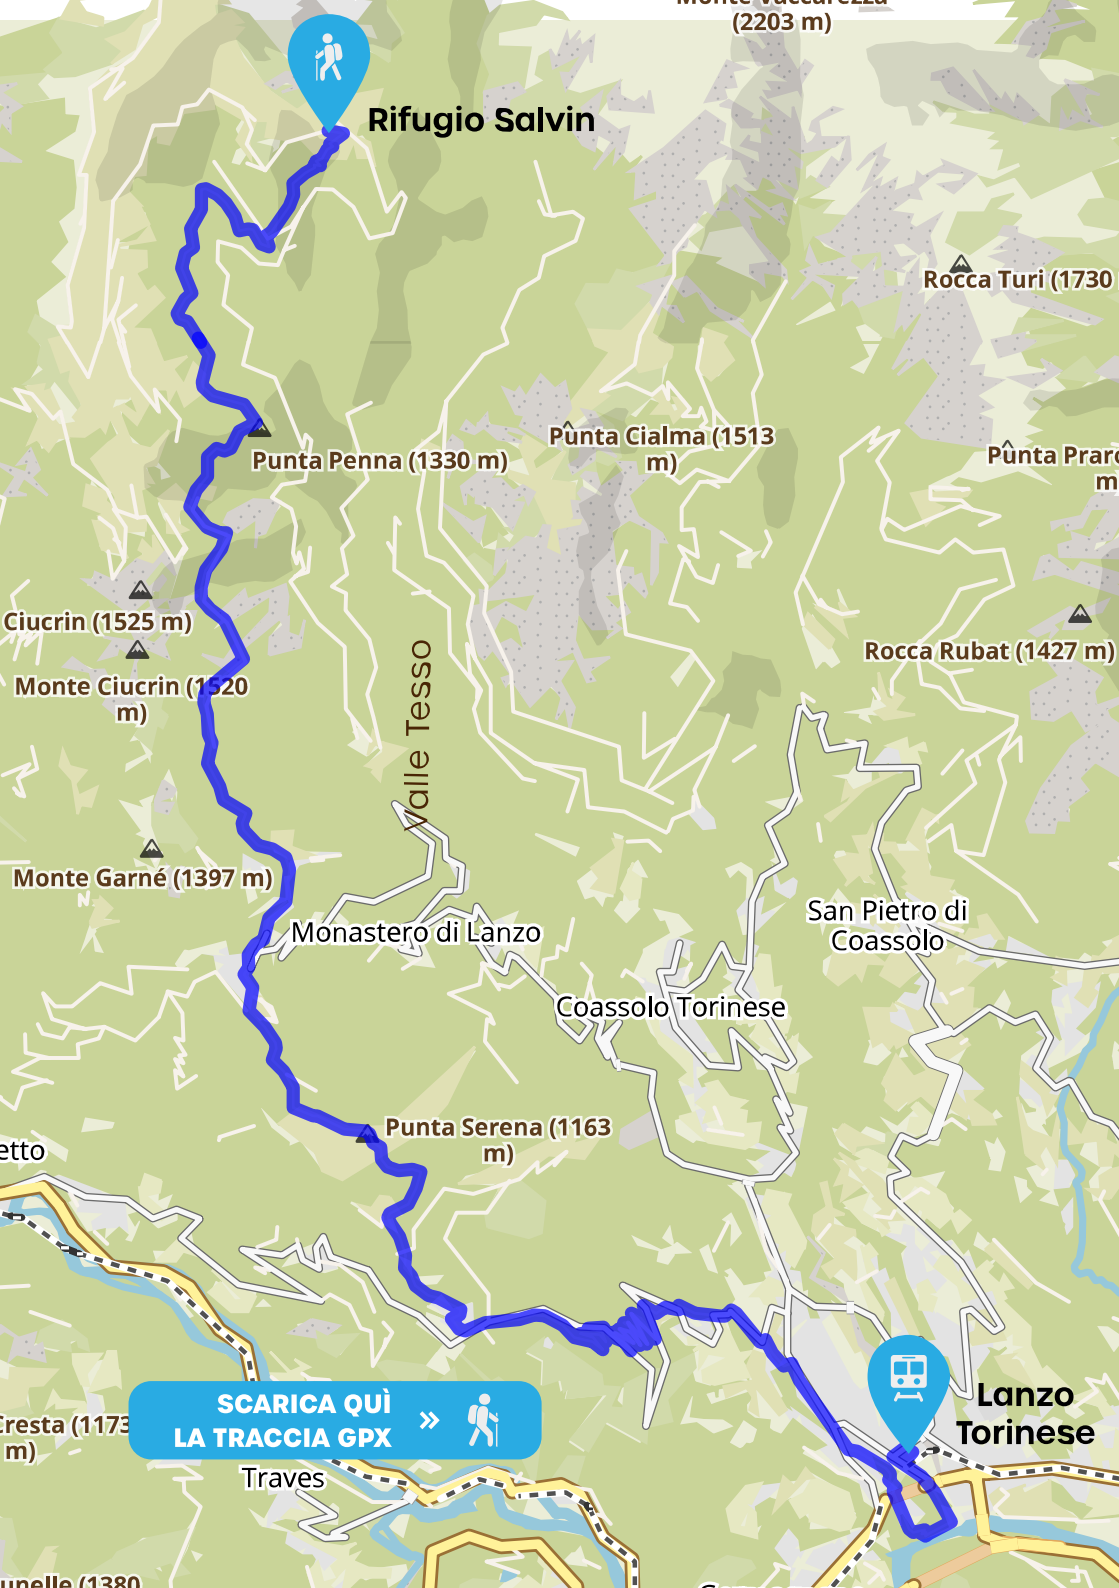 (2203 m)
Rifugio Salvin
Rocca Turi (1730
Punta Cialma (1513
m)
Punta Penna (1330 m)
Punta
m
Ciucrin (1525 m)
Rocca Rubat (1427 m)
Monte Ciucrin (1520
m)
Valle Tesso
Monte Garné (1397 m)
San Pietro di
Coassolo
Monastero di Lanzo
Coassolo Torinese
Punta Serena (1163
m)
etto
SCARICA QUÌ
LA TRACCIA GPX
»
Lanzo
Torinese
Cresta (1173
m)
Traves
unelle (1380